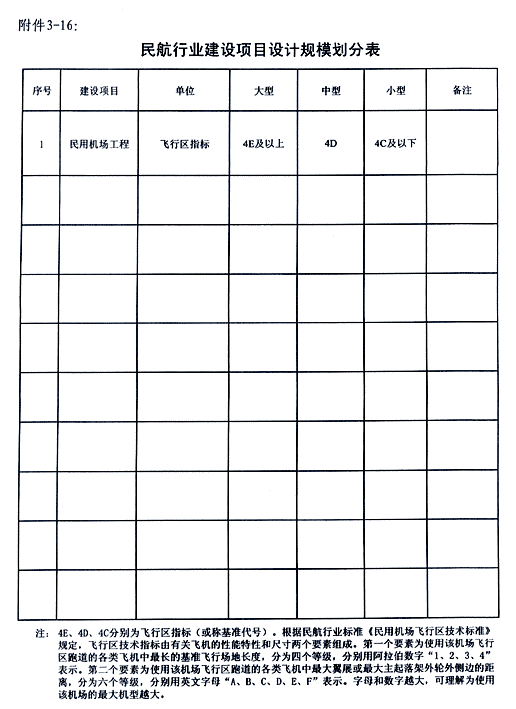 附件3-16：
民航行业建设项目设计规模划分表
序号 建设项目 单位 大型 中型 小型 备注
1 民用机场工程 飞行区指标 4E及以上 4D 4C及以下
注： 4E、4D、4C分别为飞行区指标（或称基准代号）。根据民航行业标准《民用机场飞行区技术标准》
规定，飞行区技术指标由有关飞机的性能特性和尺寸两个要素组成。第一个要素为使用该机场飞行
区跑道的各类飞机中最长的基准飞行场地长度，分为四个等级，分别用阿拉伯数字“1、2、3、4”
表示。第二个要素为使用该机场飞行区跑道的各类飞机中最大翼展或最大主起落架外轮外侧边的距
离，分为六个等级，分别用英文字母“A、B、C、D、E、F”表示。字母和数字越大，可理解为使用
该机场的最大机型越大。